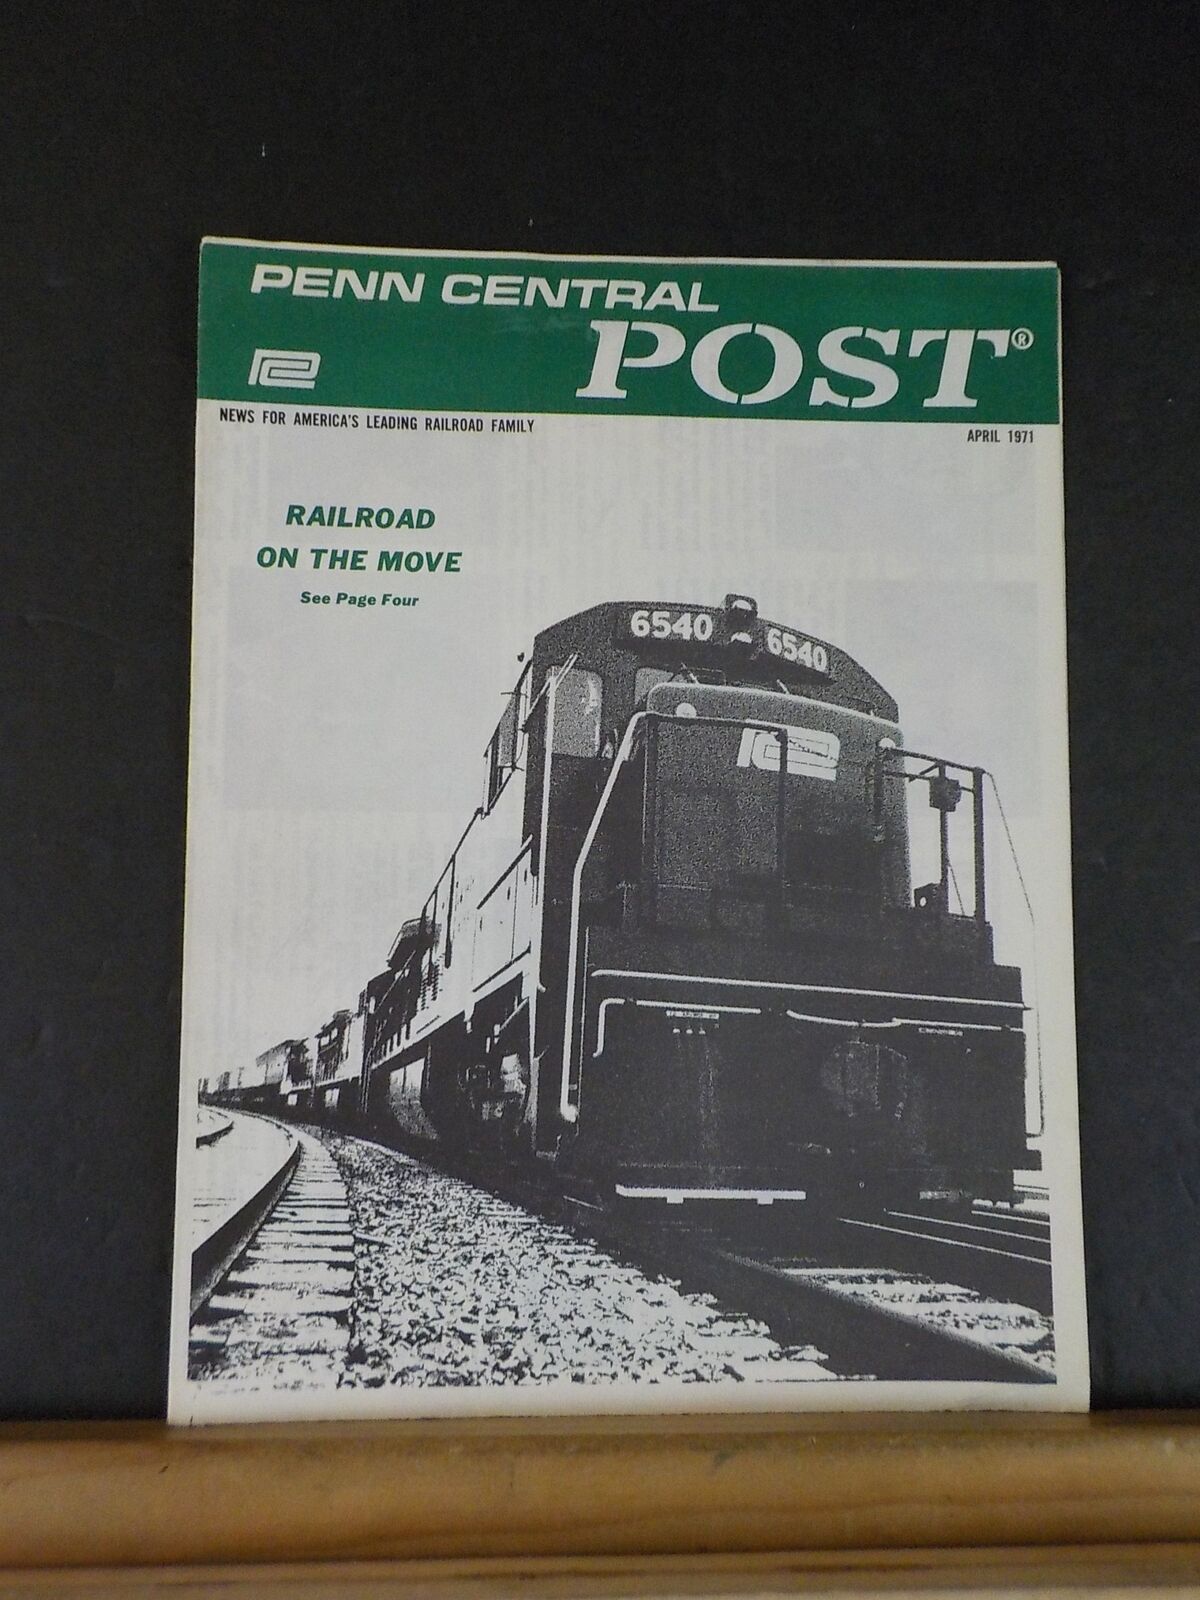 PENN CENTRAL
POST®
NEWS FOR AMERICA'S LEADING RAILROAD FAMILY
APRIL 1971
RAILROAD
ON THE MOVE
See Page Four
6540 6540